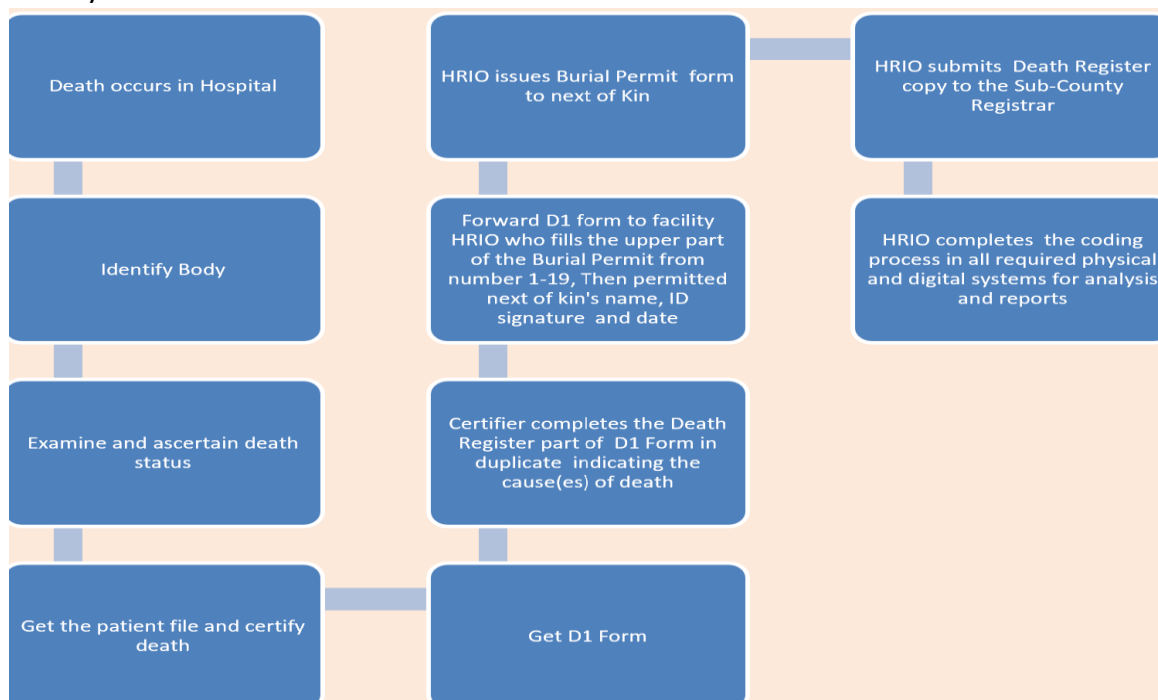 Death occurs in Hospital
Identify Body
Examine and ascertain death
status
Get the patient file and certify
death
Get D1 Form
Certifier completes the Death
Register part of D1 Form in
duplicate indicating the
cause(es) of death
Forward D1 form to facility
HRIO who fills the upper part
of the Burial Permit from
number 1-19, Then permitted
next of kin's name, ID
signature and date
HRIO issues Burial Permit form
to next of Kin
HRIO submits Death Register
copy to the Sub-County
Registrar
HRIO completes the coding
process in all required physical
and digital systems for analysis
and reports